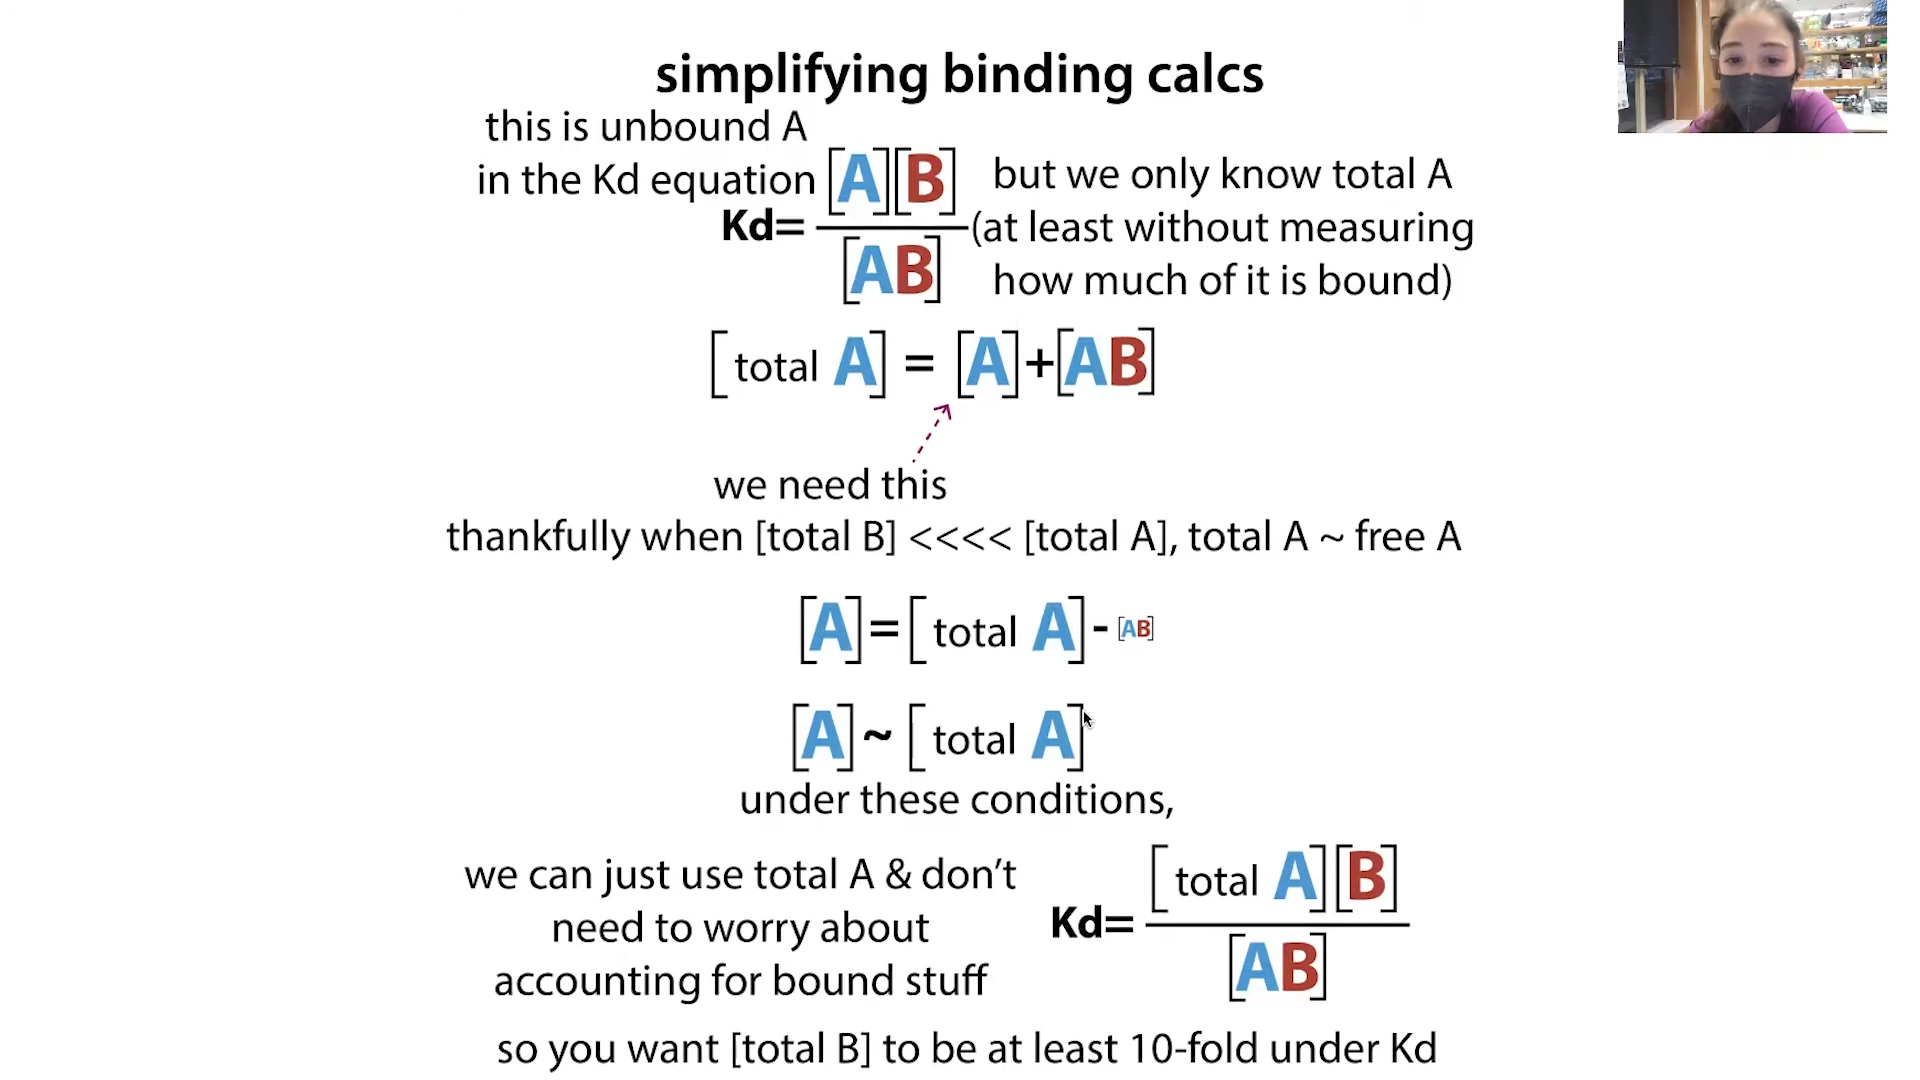 simplifying binding calcs
this is unbound A
in the Kd equation
Kd= [A][B]
[AB]
but we only know total A
(at least without measuring
how much of it is bound)
[total A] = [A]+[AB]
we need this
thankfully when [total B] <<<< [total A], total A ~ free A
[A]=[total A]-[AB]
[A]~[total A]
under these conditions,
we can just use total A & don't
need to worry about
accounting for bound stuff
Kd= [total A][B]
[AB]
so you want [total B] to be at least 10-fold under Kd